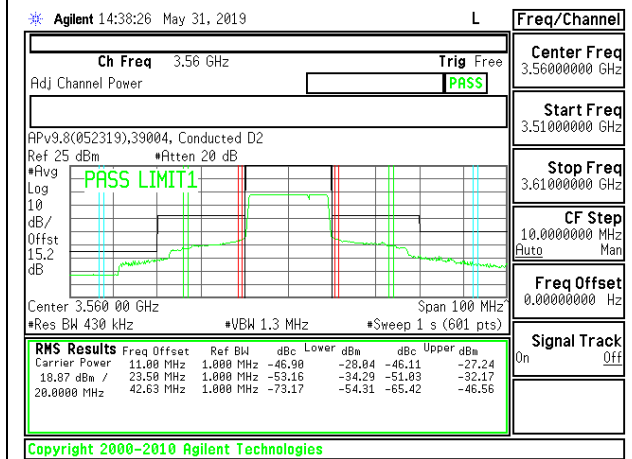 Agilent 14:38:26 May 31, 2019 L
Ch Freq 3.56 GHz Trig Free
Adj Channel Power PASS
APv9.8(052319),39004, Conducted D2
Ref 25 dBm #Atten 20 dB
#Avg
Log
10
dB/
Offst
15.2
dB
PASS LIMIT1
Center 3.560 00 GHz Span 100 MHz^
#Res BW 430 kHz #VBW 1.3 MHz #Sweep 1 s (601 pts)
RMS Results Freq Offset Ref BW dBc Lower dBm dBc Upper dBm
Carrier Power 11.00 MHz 1.000 MHz -46.90 -28.04 -46.11 -27.24
18.87 dBm / 23.50 MHz 1.000 MHz -53.16 -34.29 -51.03 -32.17
20.0000 MHz 42.63 MHz 1.000 MHz -73.17 -54.31 -65.42 -46.56
Copyright 2000-2010 Agilent Technologies
Freq/Channel
Center Freq
3.56000000 GHz
Start Freq
3.51000000 GHz
Stop Freq
3.61000000 GHz
CF Step
10.0000000 MHz
Auto Man
Freq Offset
0.00000000 Hz
Signal Track
On Off